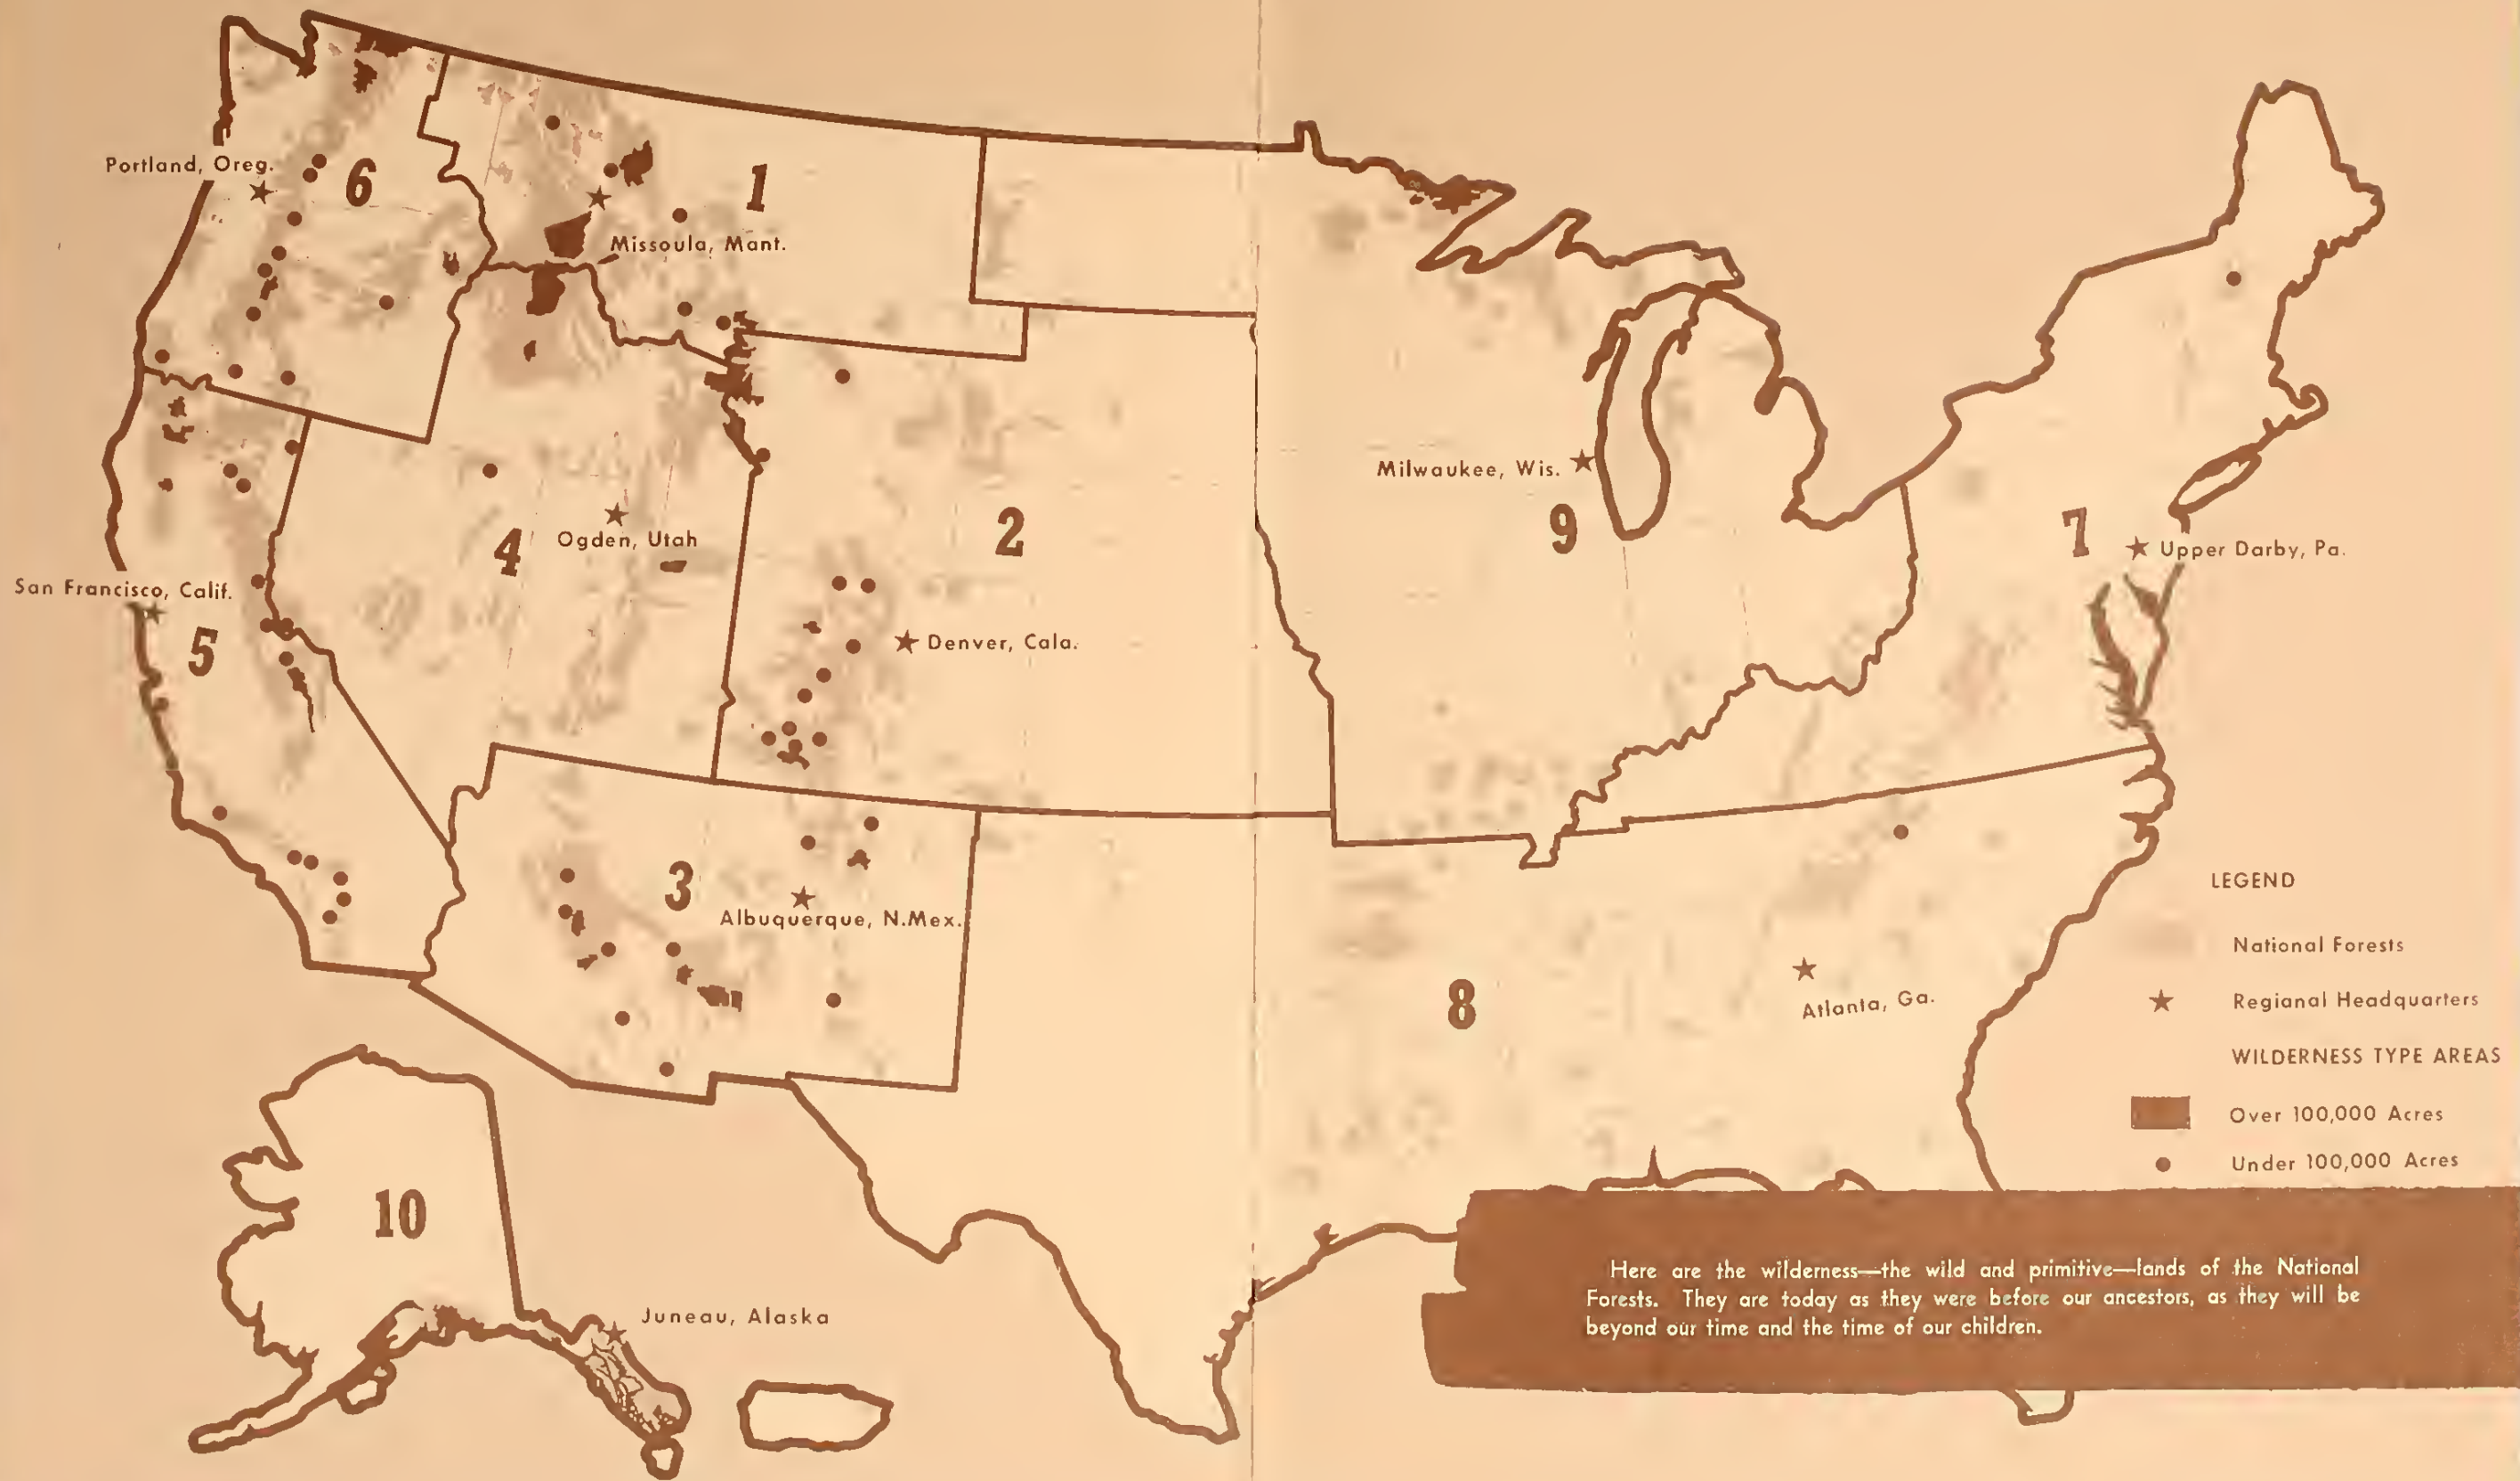 Portland, Oreg.
6
1
Missoula, Mant.
Milwaukee, Wis.
9
7
Upper Darby, Pa.
2
4
Ogden, Utah
San Francisco, Calif.
5
Denver, Cala.
3
Albuquerque, N.Mex.
8
Atlanta, Ga.
LEGEND
National Forests
Regianal Headquarters
WILDERNESS TYPE AREAS
Over 100,000 Acres
Under 100,000 Acres
10
Juneau, Alaska
Here are the wilderness—the wild and primitive—lands of the National
Forests. They are today as they were before our ancestors, as they will be
beyond our time and the time of our children.